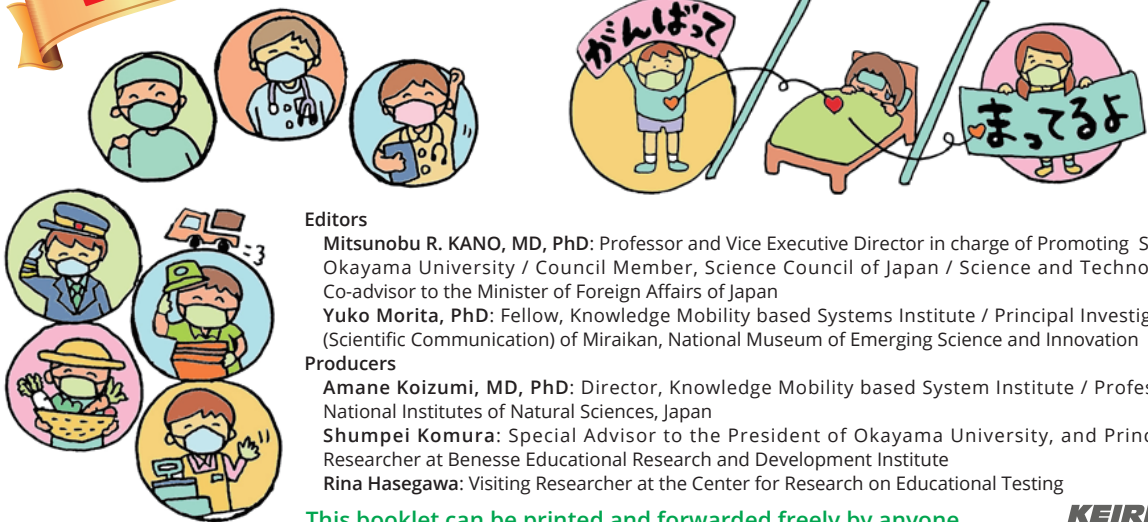 がんばって
まってるよ
Editors
Mitsunobu R. KANO, MD, PhD: Professor and Vice Executive Director in charge of Promoting
Okayama University / Council Member, Science Council of Japan / Science and
Co-advisor to the Minister of Foreign Affairs of Japan
Yuko Morita, PhD: Fellow, Knowledge Mobility based Systems Institute / Principal
(Scientific Communication) of Miraikan, National Museum of Emerging Science and Innovation
Producers
Amane Koizumi, MD, PhD: Director, Knowledge Mobility based System Institute /
National Institutes of Natural Sciences, Japan
Shumpei Komura: Special Advisor to the President of Okayama University, and
Researcher at Benesse Educational Research and Development Institute
Rina Hasegawa: Visiting Researcher at the Center for Research on Educational Testing
This booklet can be printed and forwarded freely by anyone